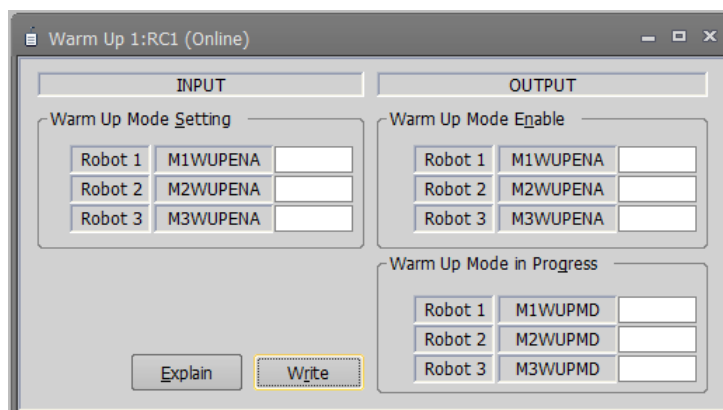 Warm Up 1:RC1 (Online)
INPUT
Warm Up Mode Setting
Robot 1 M1WUPENA
Robot 2 M2WUPENA
Robot 3 M3WUPENA
OUTPUT
Warm Up Mode Enable
Robot 1 M1WUPENA
Robot 2 M2WUPENA
Robot 3 M3WUPENA
Warm Up Mode in Progress
Robot 1 M1WUPMD
Robot 2 M2WUPMD
Robot 3 M3WUPMD
Explain Write